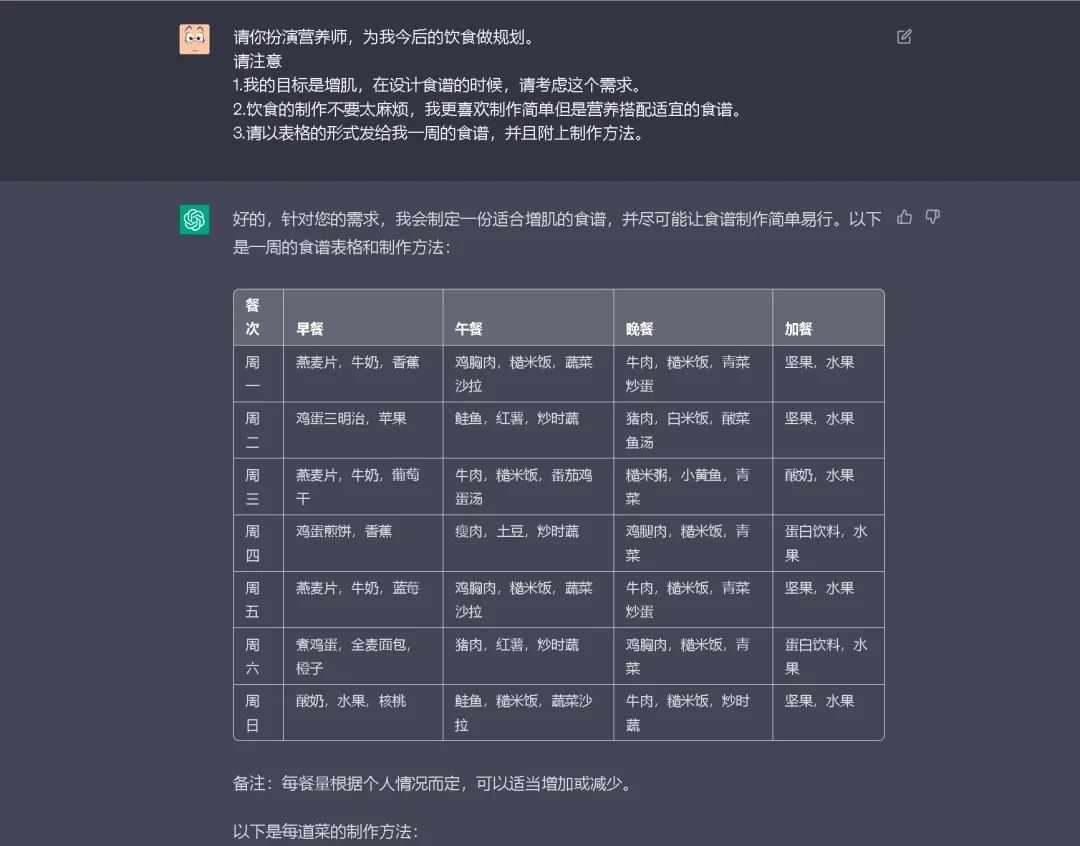 请你扮演营养师，为我今后的饮食做规划。
请注意
1.我的目标是增肌，在设计食谱的时候，请考虑这个需求。
2.饮食的制作不要太麻烦，我更喜欢制作简单但是营养搭配适宜的食谱。
3.请以表格的形式发给我一周的食谱，并且附上制作方法。
好的，针对您的需求，我会制定一份适合增肌的食谱，并尽可能让食谱制作简单易行。以下
是一周的食谱表格和制作方法：
餐
次 早餐 午餐 晚餐 加餐
周 燕麦片，牛奶，香蕉 鸡胸肉，糙米饭，蔬菜 牛肉，糙米饭，青菜 坚果，水果
一 沙拉 炒蛋
周 鸡蛋三明治，苹果 鲑鱼，红薯，炒时蔬 猪肉，白米饭，酸菜 坚果，水果
二 鱼汤
周 燕麦片，牛奶，葡萄 牛肉，糙米饭，番茄鸡 糙米粥，小黄鱼，青 酸奶，水果
三 干 蛋汤 菜
周 鸡蛋煎饼，香蕉 瘦肉，土豆，炒时蔬 鸡腿肉，糙米饭，青 蛋白饮料，水
四 菜 果
周 燕麦片，牛奶，蓝莓 鸡胸肉，糙米饭，蔬菜 牛肉，糙米饭，青菜 坚果，水果
五 沙拉 炒蛋
周 煮鸡蛋，全麦面包， 猪肉，红薯，炒时蔬 鸡胸肉，糙米饭，青 蛋白饮料，水
六 橙子 菜 果
周 酸奶，水果，核桃 鲑鱼，糙米饭，蔬菜沙 牛肉，糙米饭，炒时 坚果，水果
日 拉 蔬
备注：每餐量根据个人情况而定，可以适当增加或减少。
以下是每道菜的制作方法：